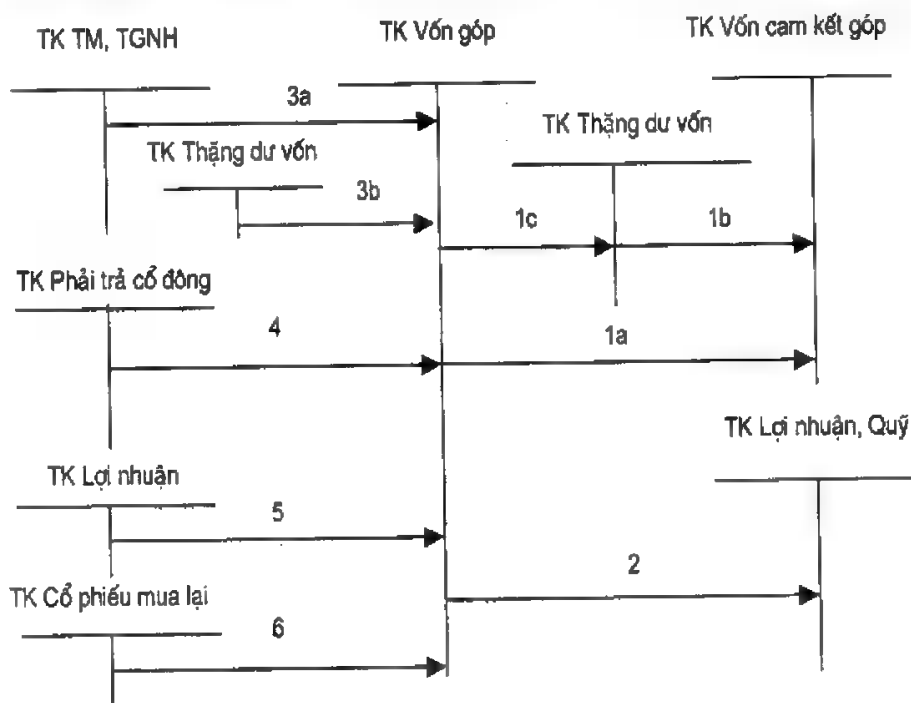 TK TM, TGNH
TK Vốn góp
TK Vốn cam kết góp
3a
TK Thặng dư vốn
TK Thặng dư vốn
3b
1c
1b
TK Phải trả cổ đông
4
1a
TK Lợi nhuận, Quỹ
TK Lợi nhuận
5
2
TK Cổ phiếu mua lại
6